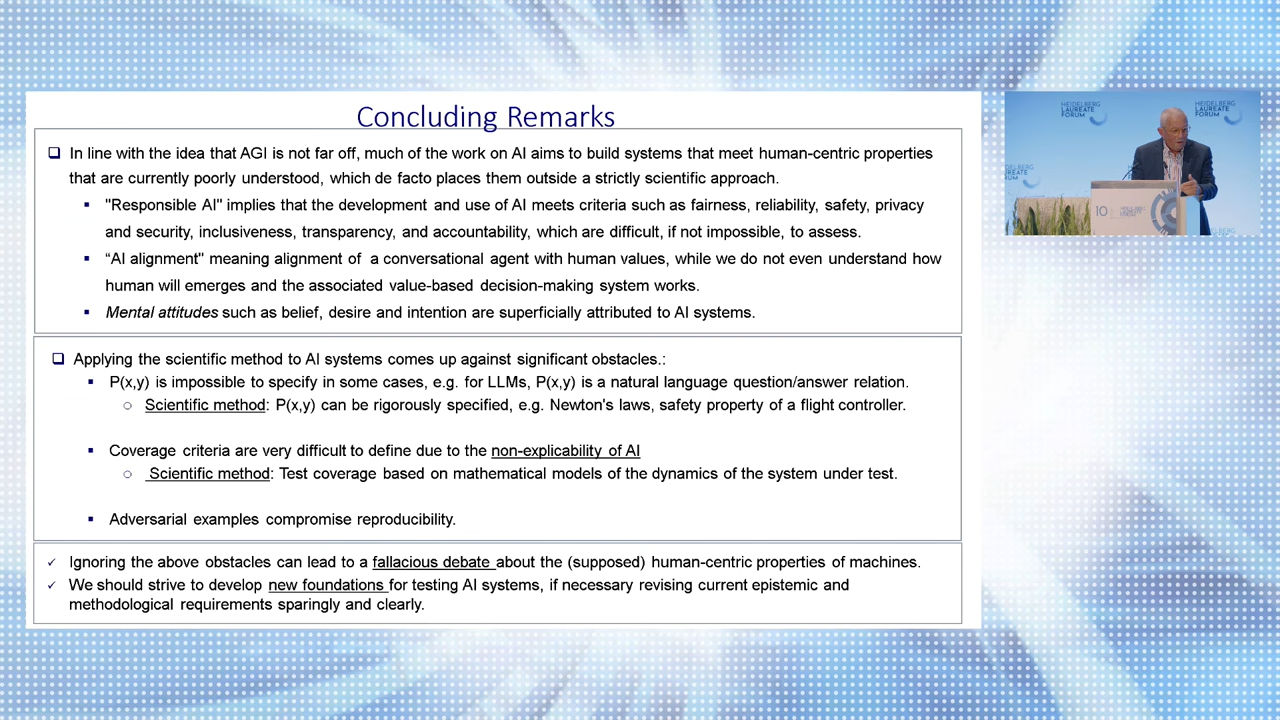 Concluding Remarks
In line with the idea that AGI is not far off, much of the work on AI aims to build systems that meet human-centric properties
that are currently poorly understood, which de facto places them outside a strictly scientific approach.
"Responsible AI" implies that the development and use of AI meets criteria such as fairness, reliability, safety, privacy
and security, inclusiveness, transparency, and accountability, which are difficult, if not impossible, to assess.
“AI alignment" meaning alignment of a conversational agent with human values, while we do not even understand how
human will emerges and the associated value-based decision-making system works.
Mental attitudes such as belief, desire and intention are superficially attributed to AI systems.
Applying the scientific method to AI systems comes up against significant obstacles.:
P(x,y) is impossible to specify in some cases, e.g. for LLMs, P(x,y) is a natural language question/answer relation.
Scientific method: P(x,y) can be rigorously specified, e.g. Newton's laws, safety property of a flight controller.
Coverage criteria are very difficult to define due to the non-explicability of AI
Scientific method: Test coverage based on mathematical models of the dynamics of the system under test.
Adversarial examples compromise reproducibility.
✓ Ignoring the above obstacles can lead to a fallacious debate about the (supposed) human-centric properties of machines.
✓ We should strive to develop new foundations for testing AI systems, if necessary revising current epistemic and
methodological requirements sparingly and clearly.
HEIDELBERG
LAUREATE
FORUM
HEIDELBERG
LAUREATE
FORUM
10